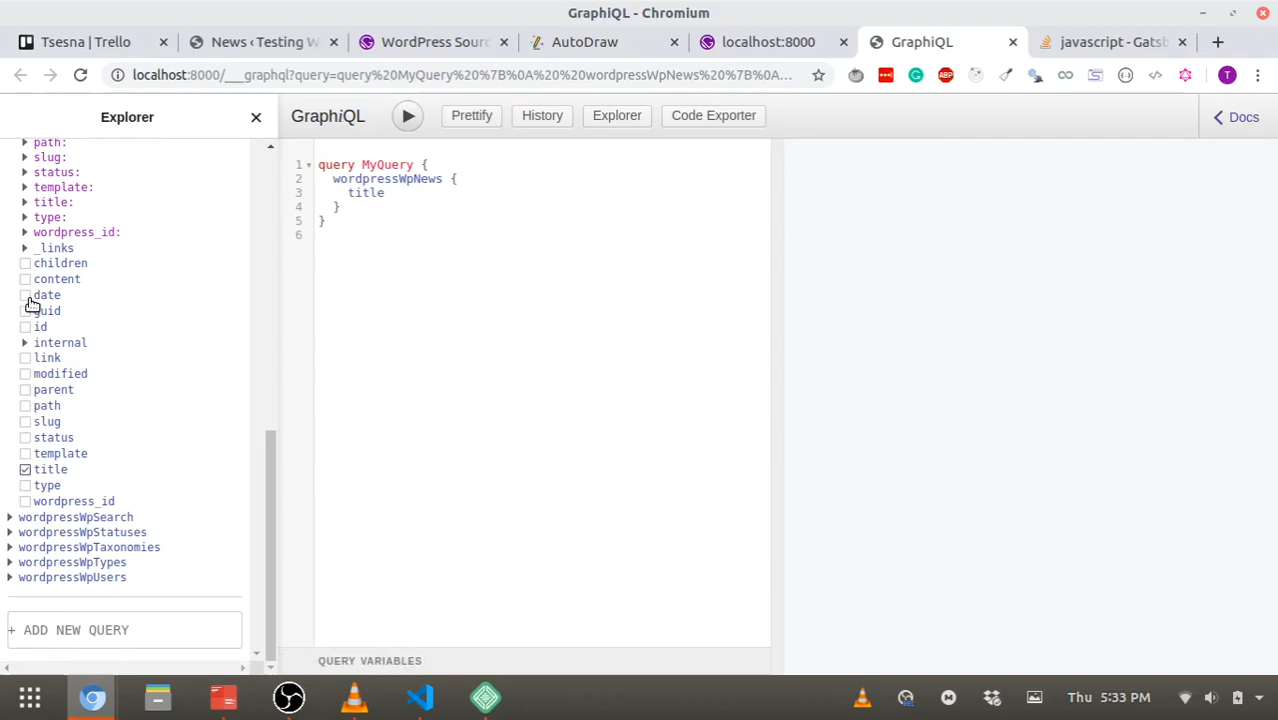 GraphiQL - Chromium
Tsesna | Trello
News ‹ Testing W
WordPress Sourc
AutoDraw
localhost:8000
GraphiQL
javascript - Gatsb
localhost:8000/___graphql?query=query%20MyQuery%20%7B%0A%20%20wordpressWpNews%20%7B%0A...
ABP
T
Explorer
GraphiQL
Prettify
History
Explorer
Code Exporter
Docs
path:
slug:
status:
template:
title:
type:
wordpress_id:
_links
children
content
date
guid
id
internal
link
modified
parent
path
slug
status
template
title
type
wordpress_id
wordpressWpSearch
wordpressWpStatuses
wordpressWpTaxonomies
wordpressWpTypes
wordpressWpUsers
+ ADD NEW QUERY
1 query MyQuery {
2 wordpressWpNews {
3 title
4 }
5 }
6
QUERY VARIABLES
Thu 5:33 PM